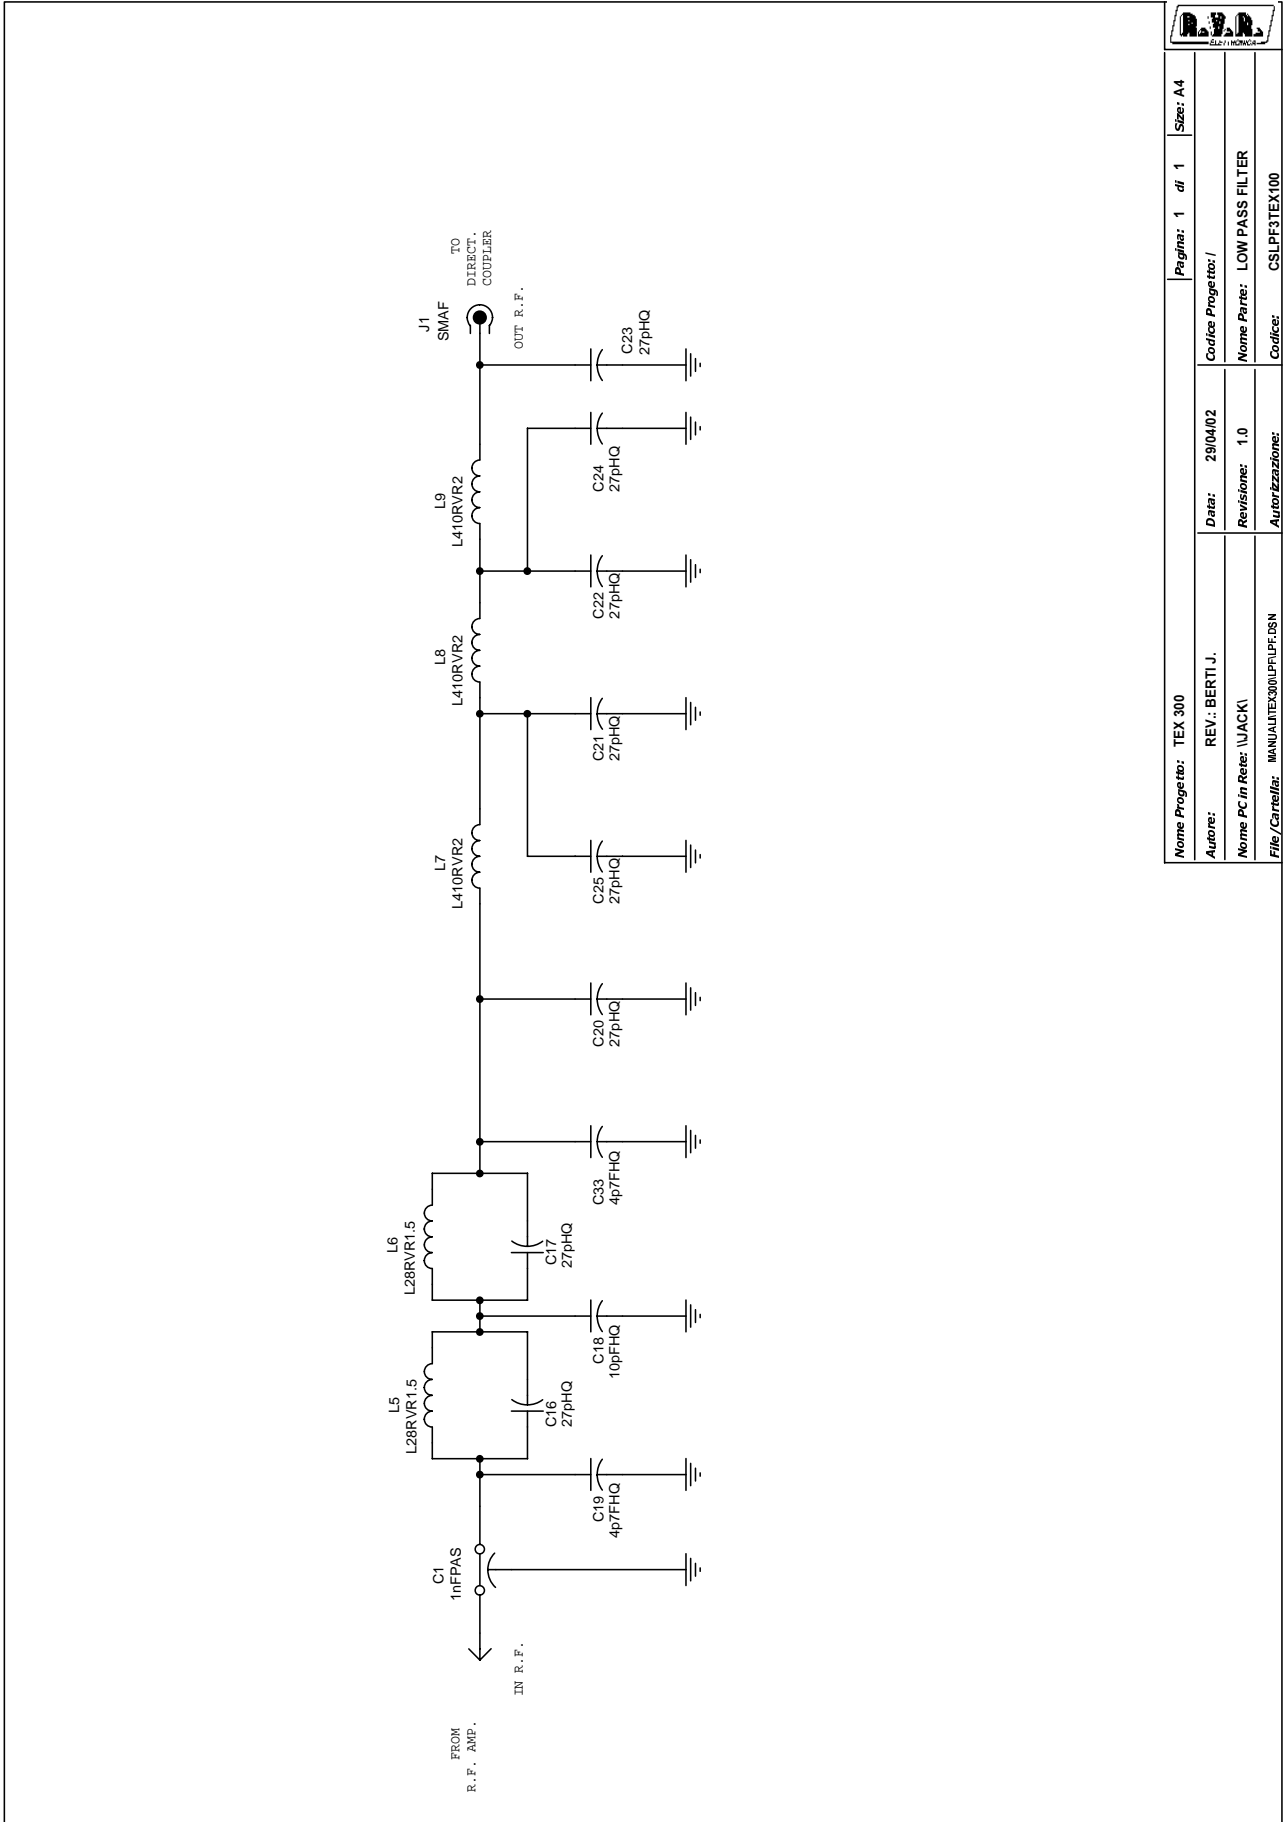 FROM
R.F. AMP.
IN R.F.
C1
1nFPAS
C19
4p7FHQ
L5
L28RVR1.5
C16
27pHQ
C18
10pFHQ
L6
L28RVR1.5
C17
27pHQ
C33
4p7FHQ
C20
27pHQ
L7
L410RVR2
C25
27pHQ
C21
27pHQ
L8
L410RVR2
C22
27pHQ
L9
L410RVR2
C24
27pHQ
C23
27pHQ
J1
SMAF
TO
DIRECT.
COUPLER
OUT R.F.
Nome Progetto: TEX 300
Pagina: 1 di 1
Size: A4
R.V.R.
ELETTRONICA
Autore: REV.: BERTI J.
Data: 29/04/02
Codice Progetto: /
Nome PC in Rete: \\JACK\
Revisione: 1.0
Nome Parte: LOW PASS FILTER
File/Cartella: MANUALI\TEX300\LPF\LPF.DSN
Autorizzazione:
Codice: CSLPF3TEX100